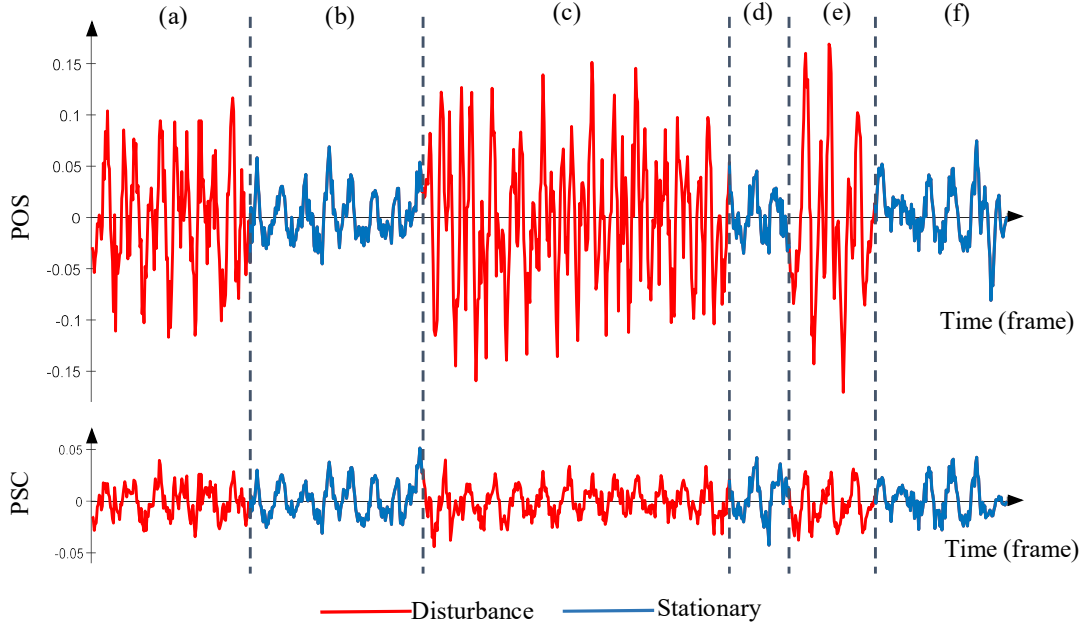 (a) (b) (c) (d) (e) (f)
0.15
0.1
0.05
0
-0.05
-0.1
-0.15
POS
Time (frame)
0.05
0
-0.05
PSC
Time (frame)
Disturbance Stationary